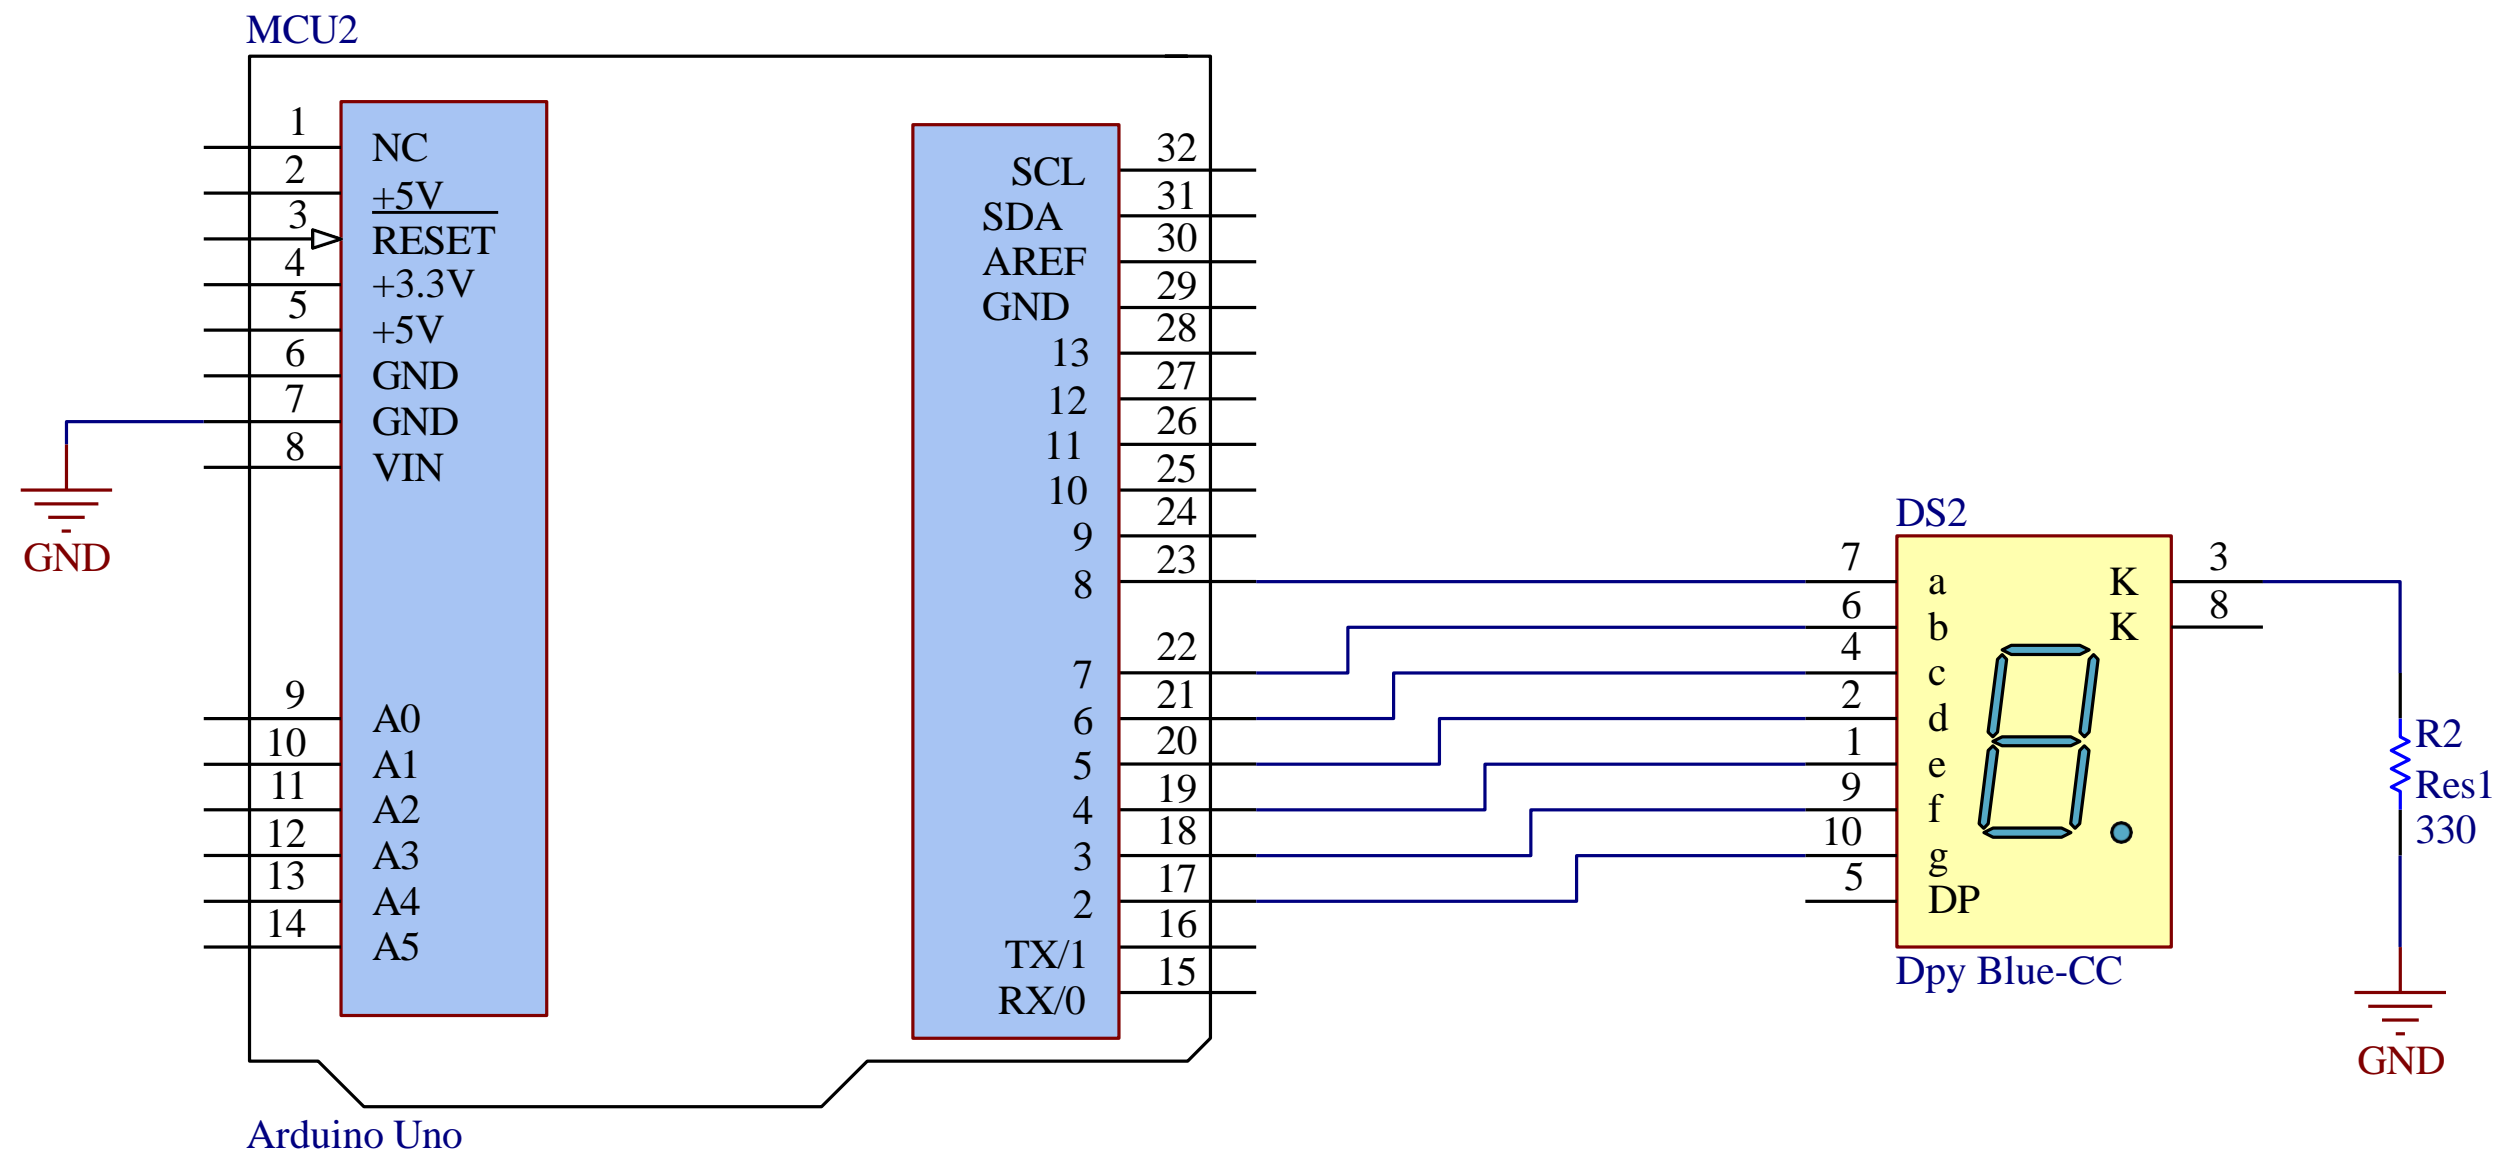 MCU2
1
NC
2
+5V
3
RESET
4
+3.3V
5
+5V
6
GND
7
GND
8
VIN
GND
9
A0
10
A1
11
A2
12
A3
13
A4
14
A5
32
SCL
31
SDA
30
AREF
29
GND
28
13
27
12
26
11
25
10
24
9
23
8
22
7
21
6
20
5
19
4
18
3
17
2
16
TX/1
15
RX/0
Arduino Uno
DS2
7
a
6
b
4
c
2
d
1
e
9
f
10
g
5
DP
K
3
K
8
Dpy Blue-CC
R2
Res1
330
GND